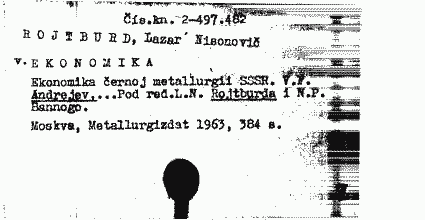 Čís.kn. 2-497.482
ROJTBURD, Lazar' Nisonovič
v. EKONOMIKA
Ekonomika černoj metallurgii SSSR. V.N.
Andrejev,...Pod red.L.N. Rojtburda i N.P.
Bannogo.
Moskva, Metallurgizdat 1963, 384 s.